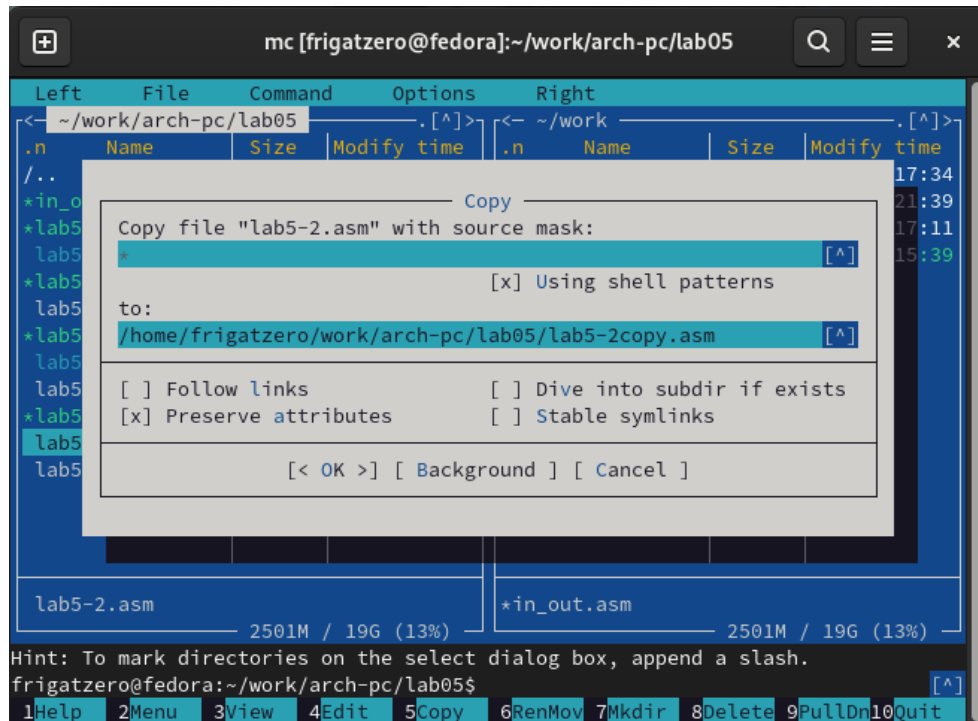 mc [frigatzero@fedora]:~/work/arch-pc/lab05
Left File Command Options Right
<─ ~/work/arch-pc/lab05 ─.[^]>
<─ ~/work ─.[^]>
.n Name Size Modify time .n Name Size Modify time
/.. 17:34
*in_o 21:39
*lab5 17:11
lab5 15:39
*lab5
lab5
*lab5
lab5
lab5
*lab5
lab5
lab5
Copy
Copy file "lab5-2.asm" with source mask:
* [^]
[x] Using shell patterns
to:
/home/frigatzero/work/arch-pc/lab05/lab5-2copy.asm [^]
[ ] Follow links [ ] Dive into subdir if exists
[x] Preserve attributes [ ] Stable symlinks
[< OK >] [ Background ] [ Cancel ]
lab5-2.asm *in_out.asm
2501M / 19G (13%) 2501M / 19G (13%)
Hint: To mark directories on the select dialog box, append a slash.
frigatzero@fedora:~/work/arch-pc/lab05$ [^]
1Help 2Menu 3View 4Edit 5Copy 6RenMov 7Mkdir 8Delete 9PullDn 10Quit